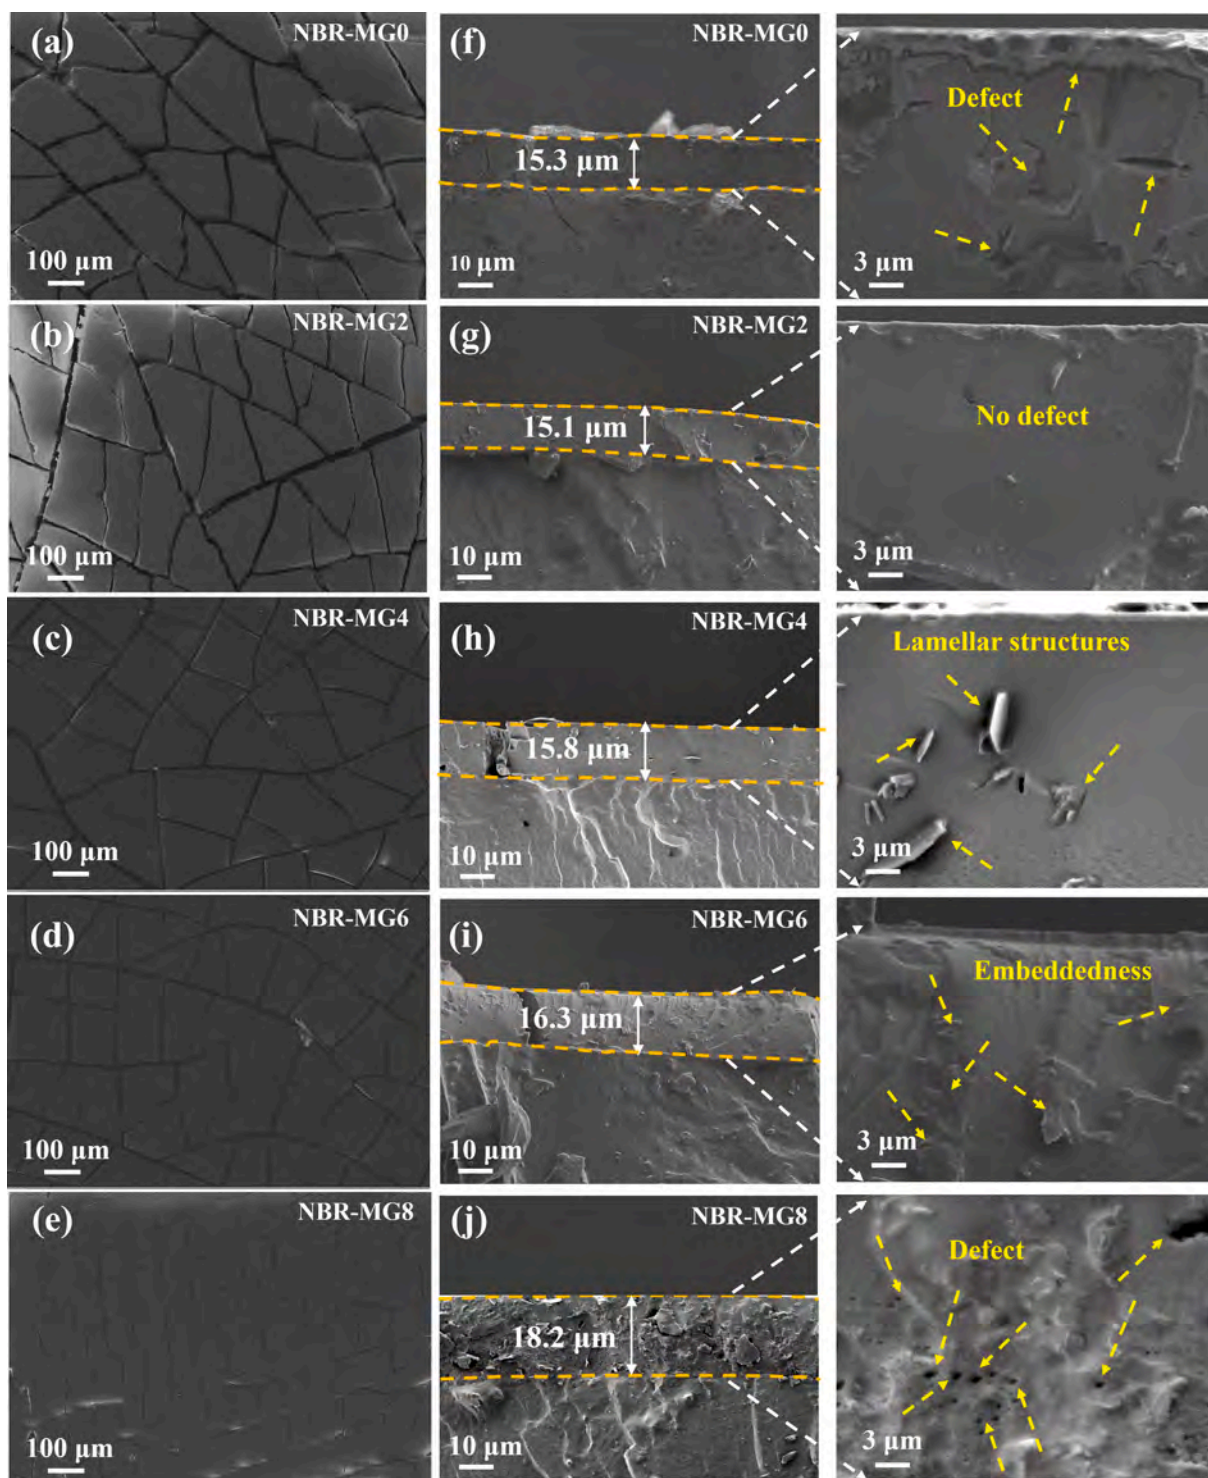 (a) NBR-MG0
100 μm
(f) NBR-MG0
15.3 μm
10 μm
Defect
3 μm
(b) NBR-MG2
100 μm
(g) NBR-MG2
15.1 μm
10 μm
No defect
3 μm
(c) NBR-MG4
100 μm
(h) NBR-MG4
15.8 μm
10 μm
Lamellar structures
3 μm
(d) NBR-MG6
100 μm
(i) NBR-MG6
16.3 μm
10 μm
Embeddedness
3 μm
(e) NBR-MG8
100 μm
(j) NBR-MG8
18.2 μm
10 μm
Defect
3 μm